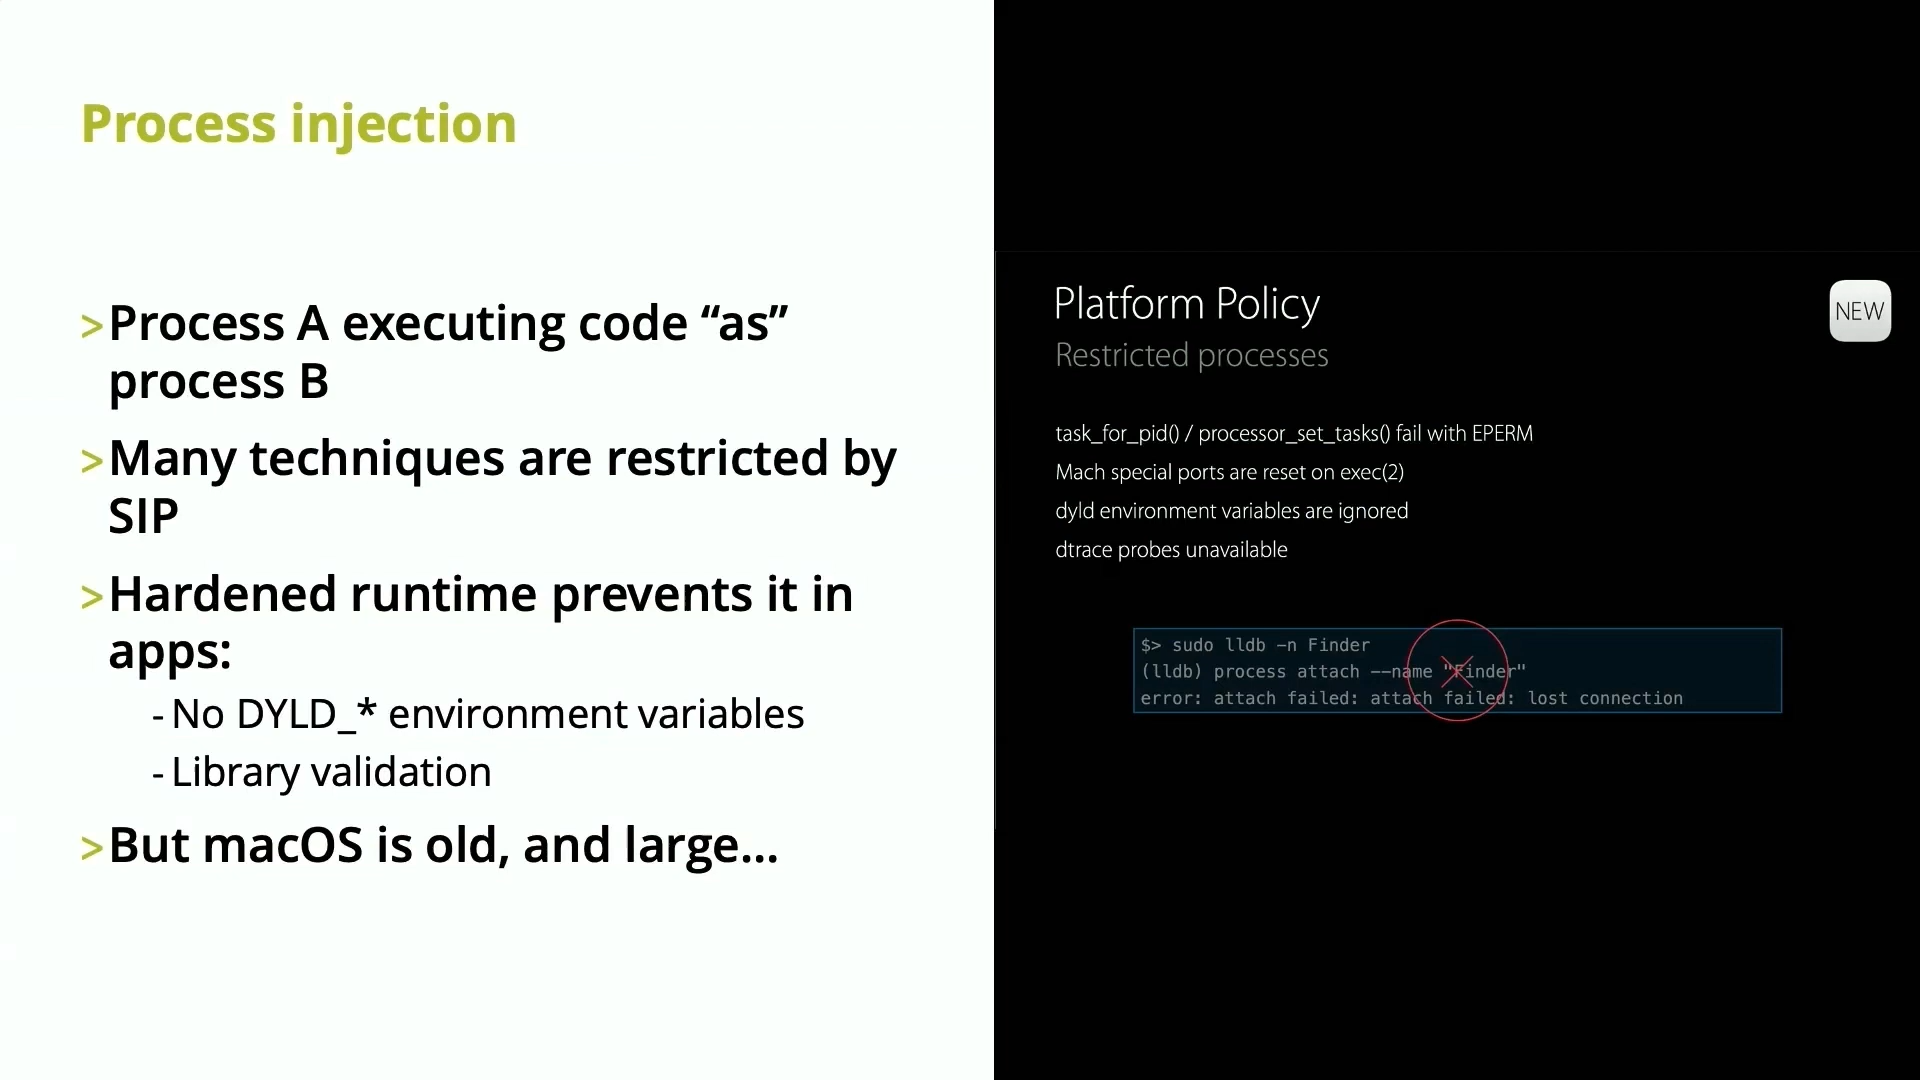 Process injection
> Process A executing code “as”
process B
> Many techniques are restricted by
SIP
> Hardened runtime prevents it in
apps:
- No DYLD_* environment variables
- Library validation
> But macOS is old, and large…
Platform Policy
NEW
Restricted processes
task_for_pid() / processor_set_tasks() fail with EPERM
Mach special ports are reset on exec(2)
dyld environment variables are ignored
dtrace probes unavailable
$> sudo lldb -n Finder
(lldb) process attach --name "Finder"
error: attach failed: attach failed: lost connection